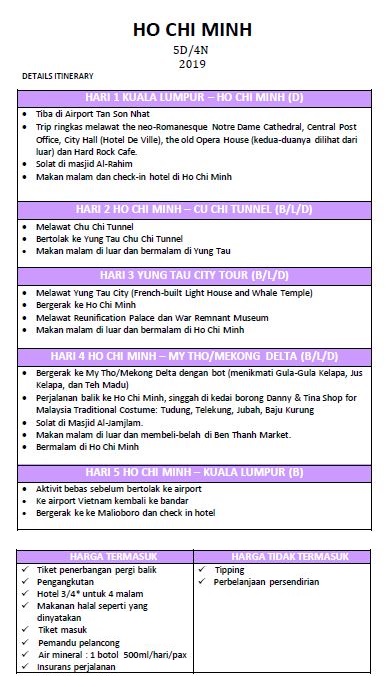 HO CHI MINH
5D/4N
2019
DETAILS ITINERARY
HARI 1 KUALA LUMPUR – HO CHI MINH (D)
• Tiba di Airport Tan Son Nhat
• Trip ringkas melawat the neo-Romanesque Notre Dame Cathedral, Central Post
Office, City Hall (Hotel De Ville), the old Opera House (kedua-duanya dilihat dari
luar) dan Hard Rock Cafe.
• Solat di masjid Al-Rahim
• Makan malam dan check-in hotel di Ho Chi Minh
HARI 2 HO CHI MINH – CU CHI TUNNEL (B/L/D)
• Melawat Chu Chi Tunnel
• Bertolak ke Yung Tau Chu Chi Tunnel
• Makan malam di luar dan bermalam di Yung Tau
HARI 3 YUNG TAU CITY TOUR (B/L/D)
• Melawat Yung Tau City (French-built Light House and Whale Temple)
• Bergerak ke Ho Chi Minh
• Melawat Reunification Palace dan War Remnant Museum
• Makan malam di luar dan bermalam di Ho Chi Minh
HARI 4 HO CHI MINH – MY THO/MEKONG DELTA (B/L/D)
• Bergerak ke My Tho/Mekong Delta dengan bot (menikmati Gula-Gula Kelapa, Jus
Kelapa, dan Teh Madu)
• Perjalanan balik ke Ho Chi Minh, singgah di kedai borong Danny & Tina Shop for
Malaysia Traditional Costume: Tudung, Telekung, Jubah, Baju Kurung
• Solat di Masjid Al-Jamjlam.
• Makan malam di luar dan membeli-belah di Ben Thanh Market.
• Bermalam di Ho Chi Minh
HARI 5 HO CHI MINH – KUALA LUMPUR (B)
• Aktivit bebas sebelum bertolak ke airport
• Ke airport Vietnam kembali ke bandar
• Bergerak ke ke Malioboro dan check in hotel
HARGA TERMASUK
✓ Tiket penerbangan pergi balik
✓ Pengangkutan
✓ Hotel 3/4* untuk 4 malam
✓ Makanan halal seperti yang
dinyatakan
✓ Tiket masuk
✓ Pemandu pelancong
✓ Air mineral : 1 botol 500ml/hari/pax
✓ Insurans perjalanan
HARGA TIDAK TERMASUK
✓ Tipping
✓ Perbelanjaan persendirian